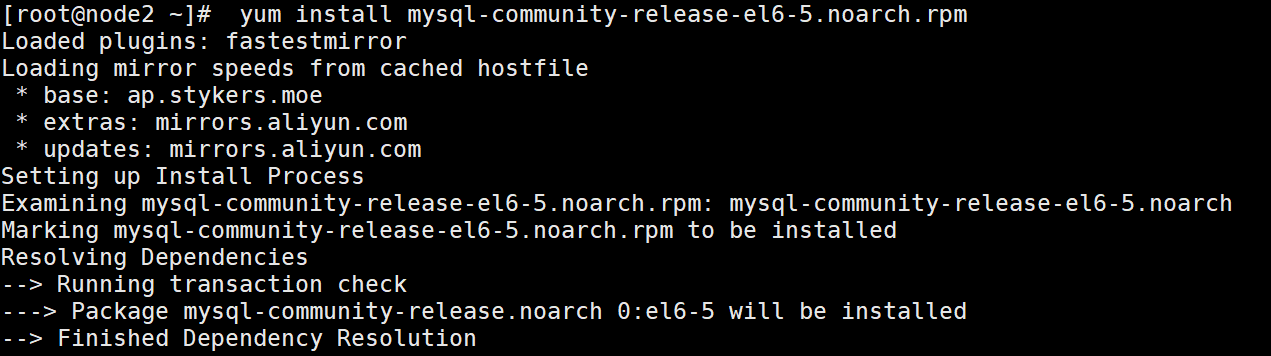 [root@node2 ~]#  yum install mysql-community-release-el6-5.noarch.rpm
Loaded plugins: fastestmirror
Loading mirror speeds from cached hostfile
 * base: ap.stykers.moe
 * extras: mirrors.aliyun.com
 * updates: mirrors.aliyun.com
Setting up Install Process
Examining mysql-community-release-el6-5.noarch.rpm: mysql-community-release-el6-5.noarch
Marking mysql-community-release-el6-5.noarch.rpm to be installed
Resolving Dependencies
--> Running transaction check
---> Package mysql-community-release.noarch 0:el6-5 will be installed
--> Finished Dependency Resolution